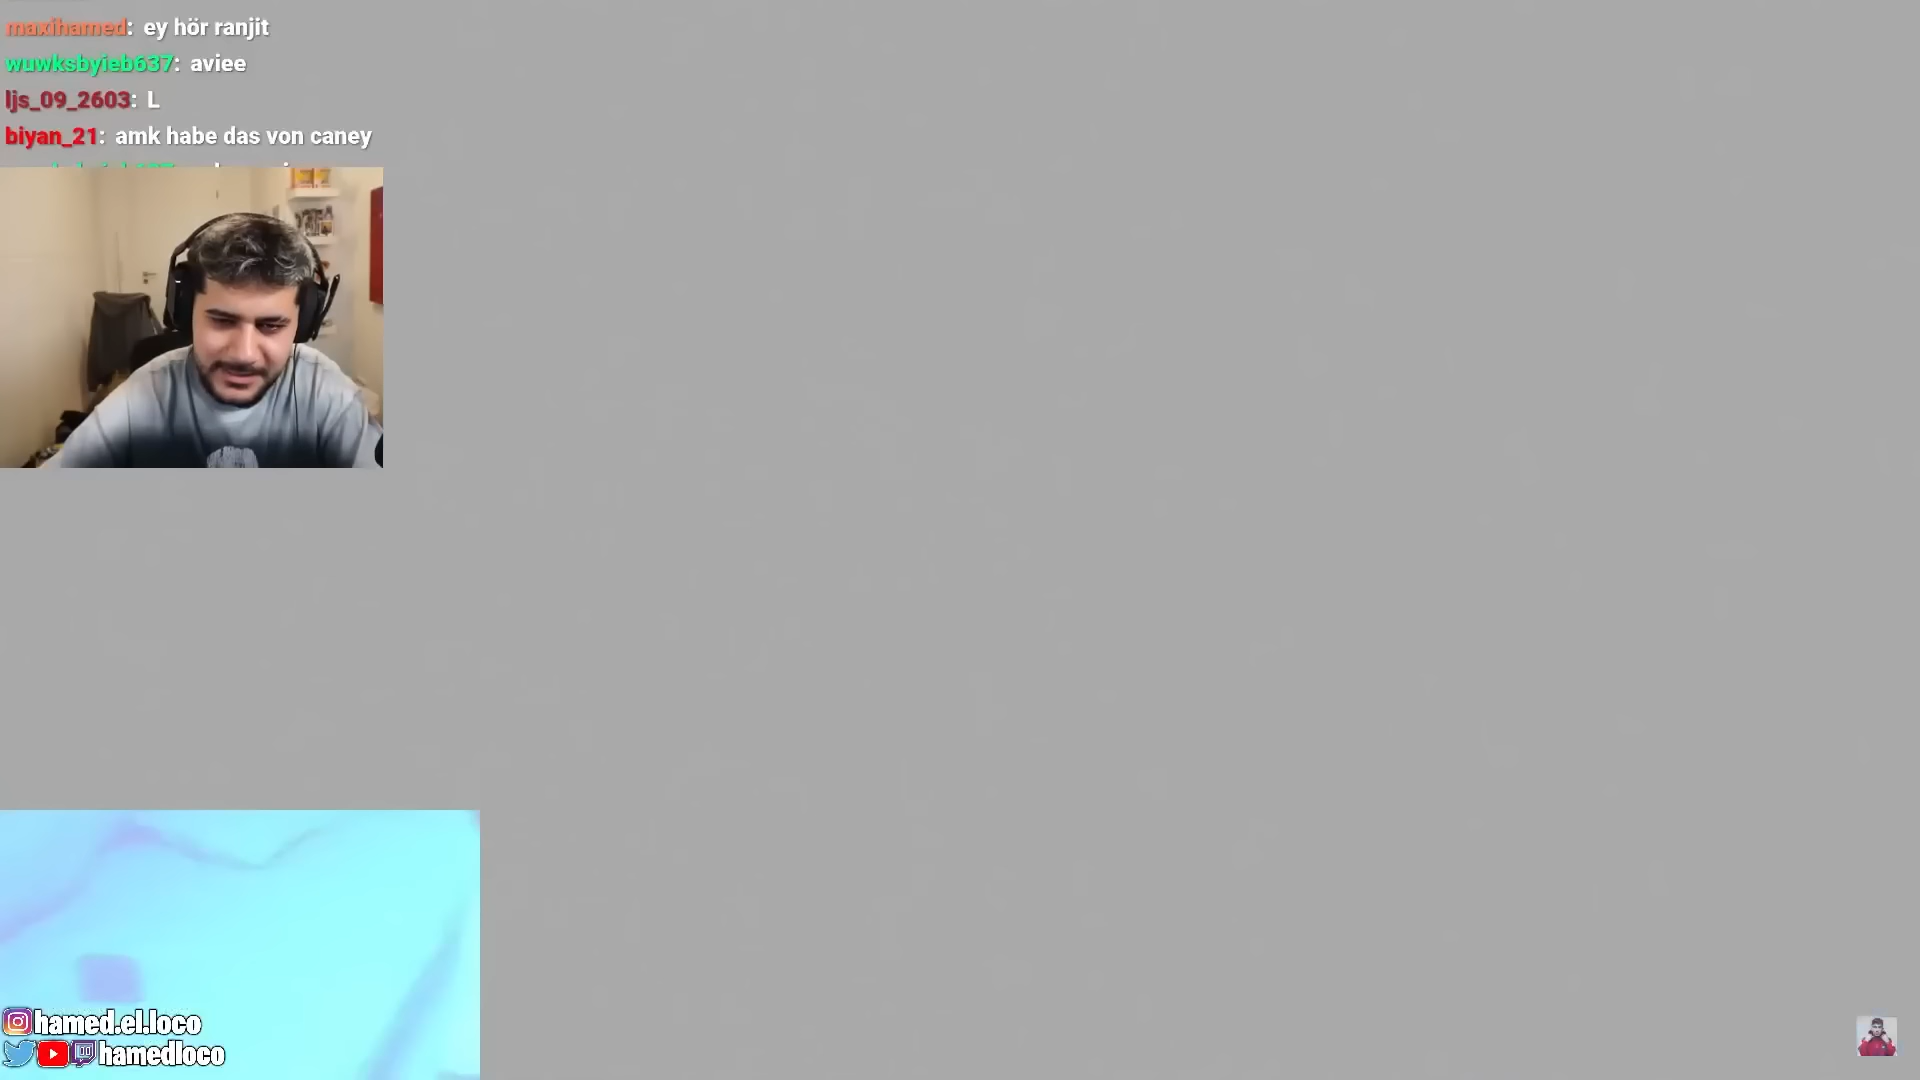 maxihamed: ey hör ranjit
wuwksbyieb637: aviee
ljs_09_2603: L
biyan_21: amk habe das von caney
hamed.el.loco
hamedloco